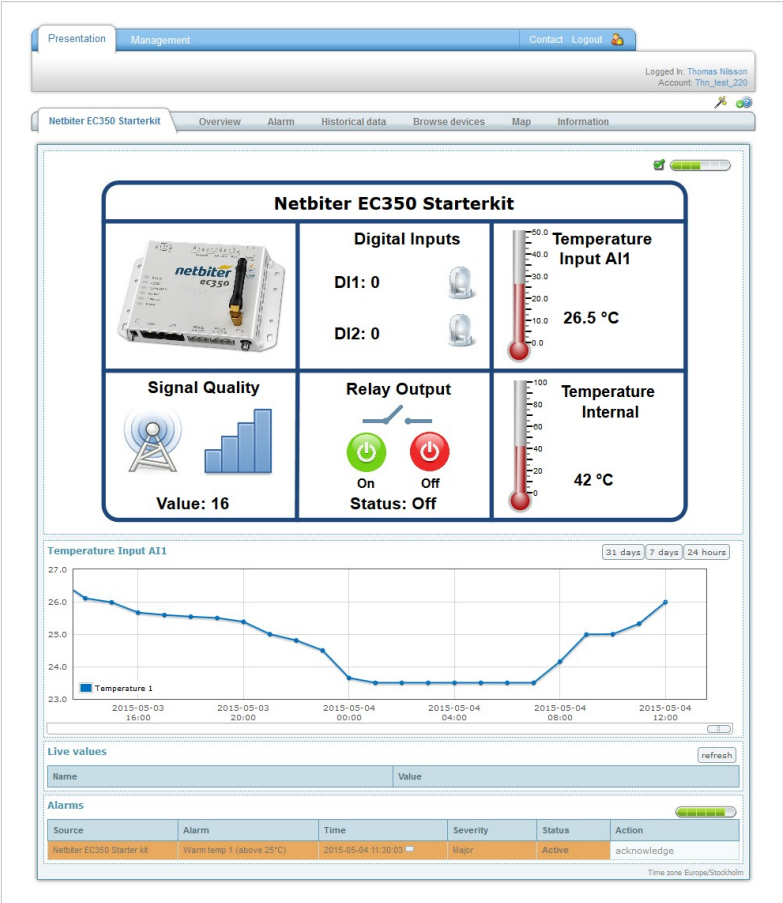 Presentation
Management
Contact Logout
Logged In: Thomas Nilsson
Account: Thn_test_220
Netbiter EC350 Starterkit Overview Alarm Historical data Browse devices Map Information
Netbiter EC350 Starterkit
netbiter
ec350
Digital Inputs
DI1: 0
DI2: 0
50.0
40.0
30.0
20.0
10.0
0.0
Temperature
Input AI1
26.5 °C
Signal Quality
Value: 16
Relay Output
On Off
Status: Off
100
80
60
40
20
0
Temperature
Internal
42 °C
Temperature Input AI1
31 days 7 days 24 hours
27.0
26.0
25.0
24.0
23.0
Temperature 1
2015-05-03 2015-05-03 2015-05-04 2015-05-04 2015-05-04 2015-05-04
16:00 20:00 00:00 04:00 08:00 12:00
Live values
refresh
Name Value
Alarms
Source Alarm Time Severity Status Action
Netbiter EC350 Starter kit Warm temp 1 (above 25°C) 2015-05-04 11:30:03 Major Active acknowledge
Time zone Europe/Stockholm